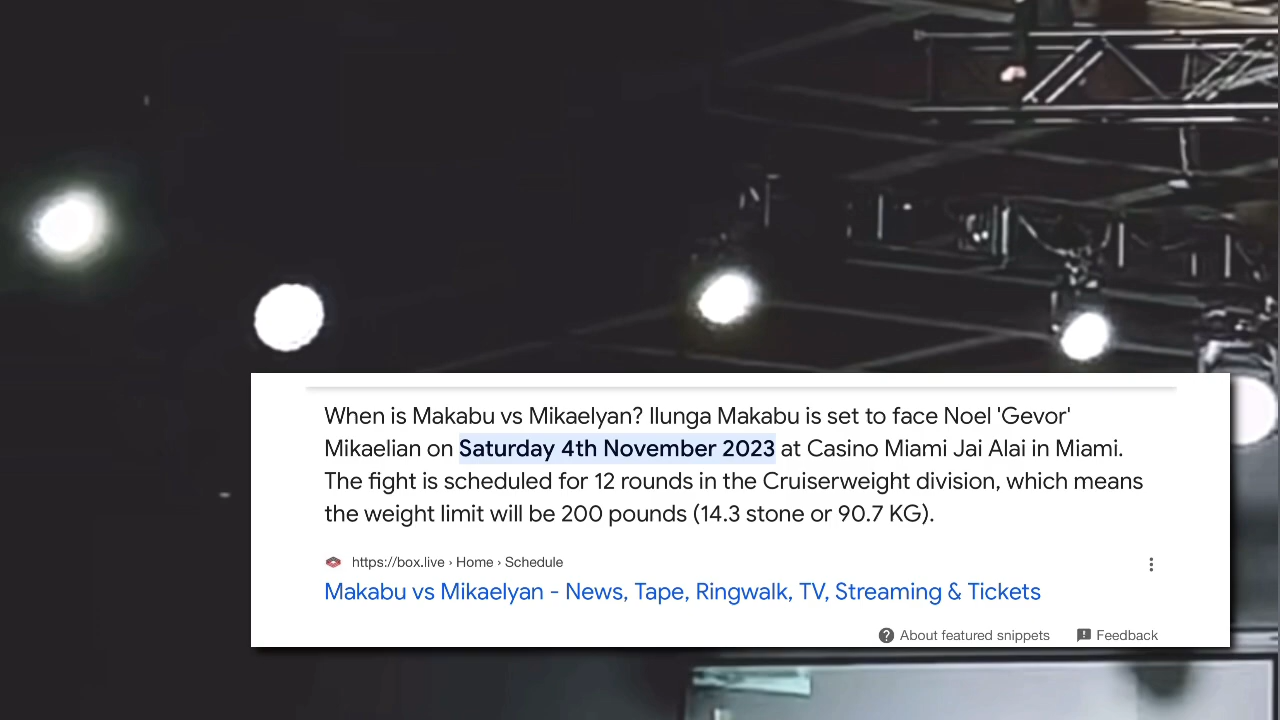 When is Makabu vs Mikaelyan? Ilunga Makabu is set to face Noel 'Gevor'
Mikaelian on Saturday 4th November 2023 at Casino Miami Jai Alai in Miami.
The fight is scheduled for 12 rounds in the Cruiserweight division, which means
the weight limit will be 200 pounds (14.3 stone or 90.7 KG).
https://box.live › Home › Schedule
Makabu vs Mikaelyan - News, Tape, Ringwalk, TV, Streaming & Tickets
About featured snippets Feedback